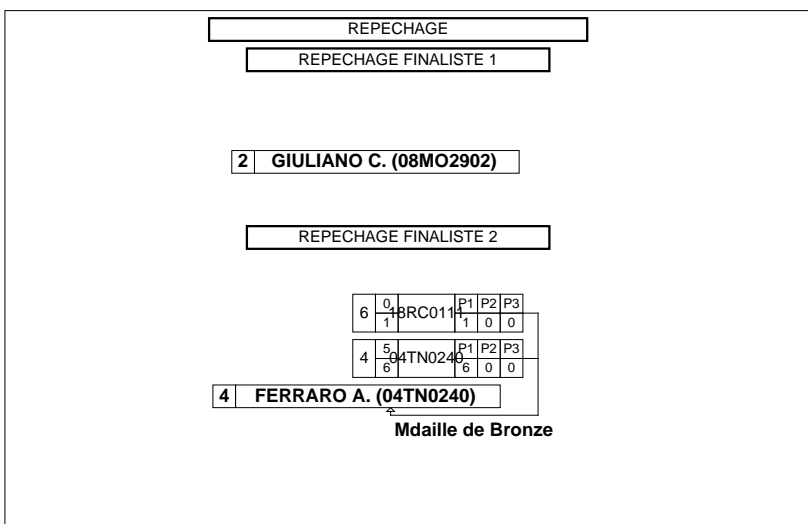 REPECHAGE
REPECHAGE FINALISTE 1
2 GIULIANO C. (08MO2902)
REPECHAGE FINALISTE 2
6 0 18RC0111 P1 P2 P3
1 1 0 0
4 5 04TN0240 P1 P2 P3
6 6 0 0
4 FERRARO A. (04TN0240)
Mdaille de Bronze